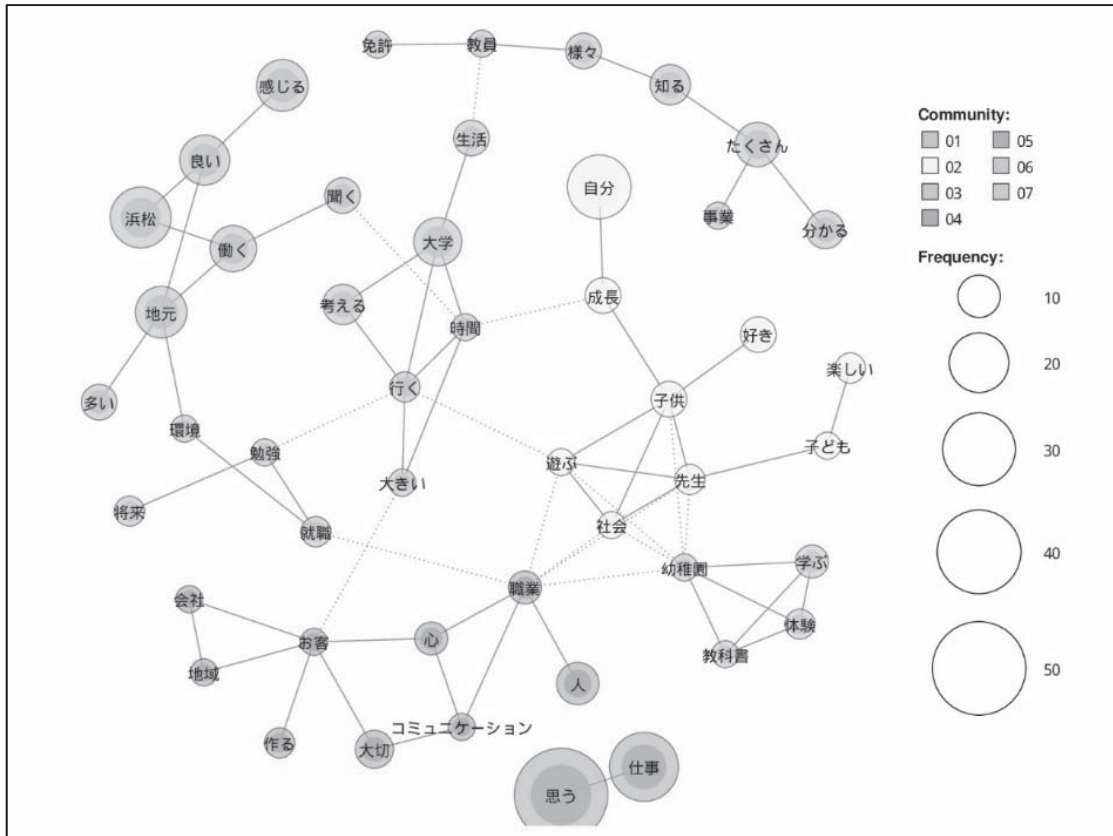 免許
教員
様々
知る
感じる
たくさん
生活
良い
自分
聞く
浜松
事業
分かる
働く
大学
考える
成長
地元
時間
好き
楽しい
行く
子供
多い
環境
勉強
遊ぶ
子ども
大きい
先生
将来
社会
就職
幼稚園
学ぶ
職業
会社
体験
お客
心
教科書
地域
人
コミュニケーション
作る
大切
仕事
思う
Community:
01 05
02 06
03 07
04
Frequency:
10
20
30
40
50